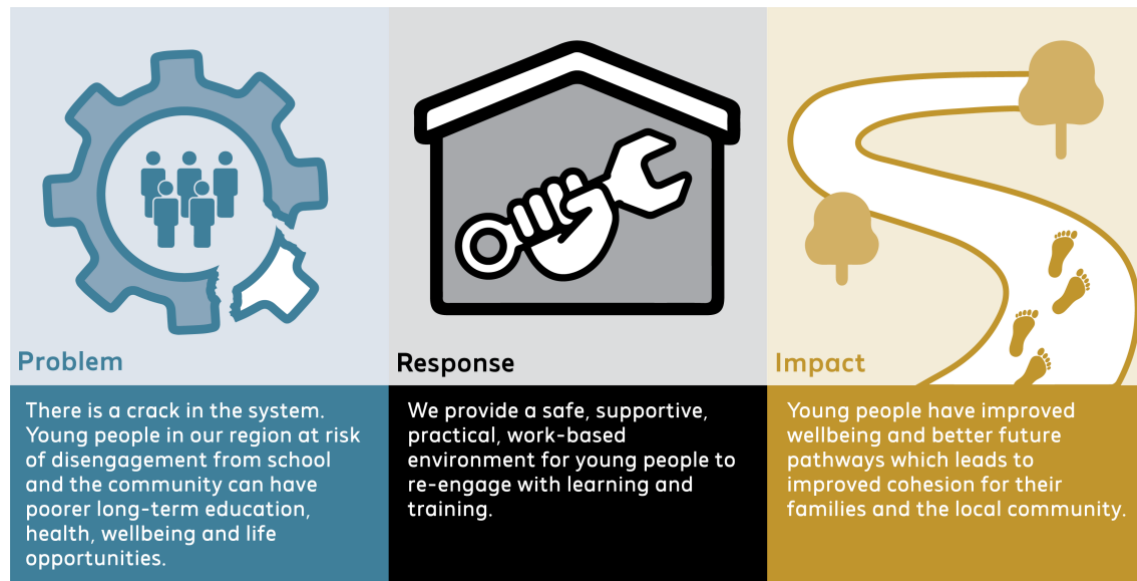 Problem
There is a crack in the system.
Young people in our region at risk
of disengagement from school
and the community can have
poorer long-term education,
health, wellbeing and life
opportunities.
Response
We provide a safe, supportive,
practical, work-based
environment for young people to
re-engage with learning and
training.
Impact
Young people have improved
wellbeing and better future
pathways which leads to
improved cohesion for their
families and the local community.